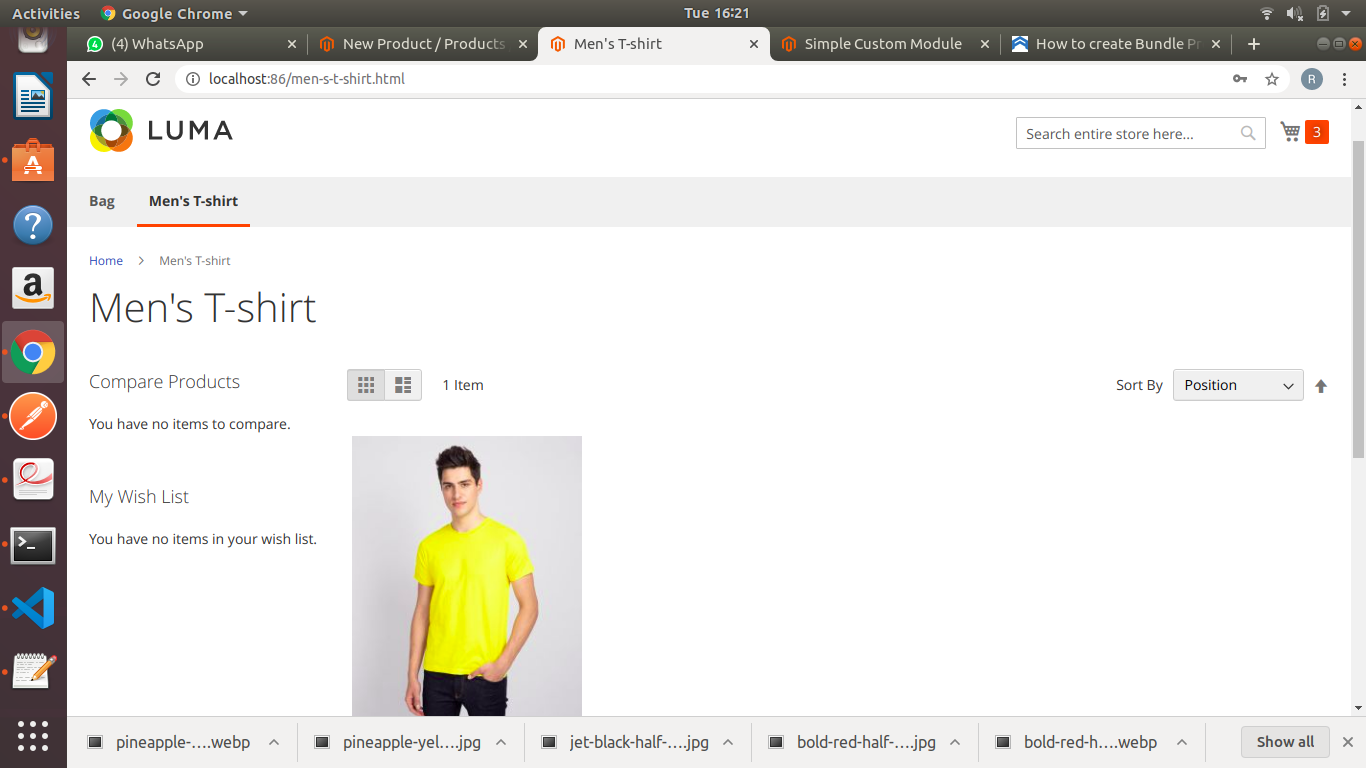 Activities Google Chrome Tue 16:21
4 (4) WhatsApp New Product / Products Men's T-shirt Simple Custom Module How to create Bundle Pr
localhost:86/men-s-t-shirt.html R
LUMA Search entire store here... 3
Bag Men's T-shirt
Home Men's T-shirt
Men's T-shirt
Compare Products 1 Item Sort By Position
You have no items to compare.
My Wish List
You have no items in your wish list.
pineapple-....webp pineapple-yel....jpg jet-black-half-....jpg bold-red-half-....jpg bold-red-h....webp Show all